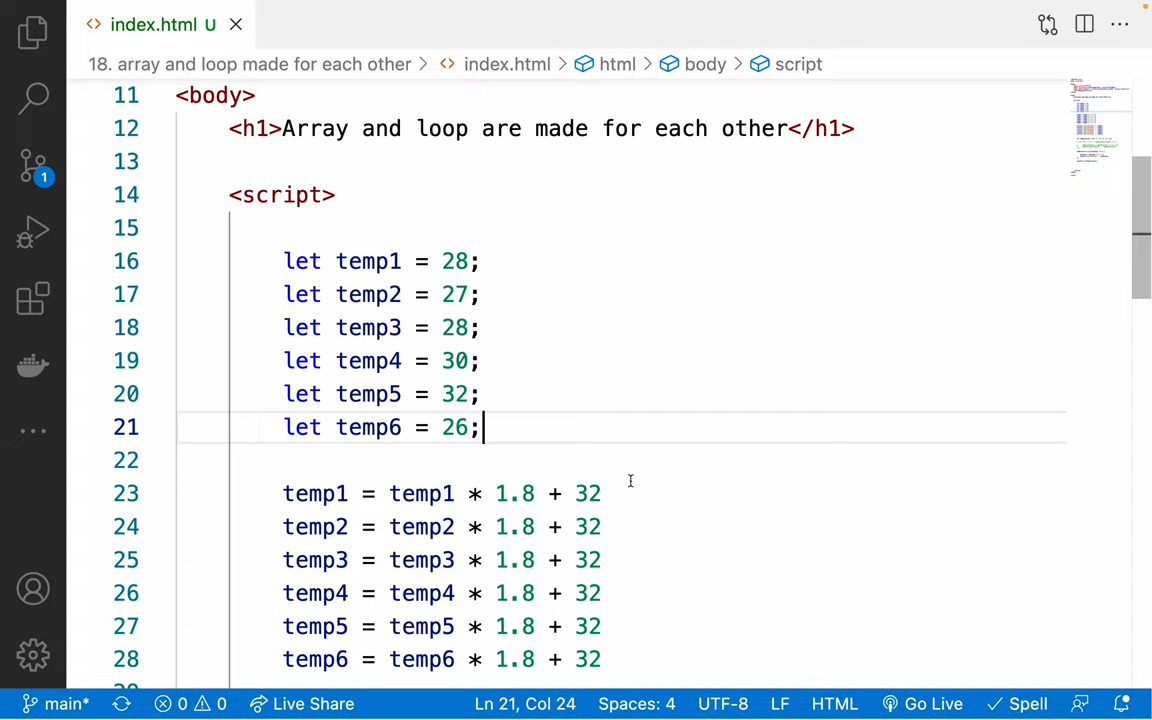 index.html U
18. array and loop made for each other > index.html > html > body > script
11 <body>
12 <h1>Array and loop are made for each other</h1>
13
14 <script>
15
16 let temp1 = 28;
17 let temp2 = 27;
18 let temp3 = 28;
19 let temp4 = 30;
20 let temp5 = 32;
21 let temp6 = 26;
22
23 temp1 = temp1 * 1.8 + 32
24 temp2 = temp2 * 1.8 + 32
25 temp3 = temp3 * 1.8 + 32
26 temp4 = temp4 * 1.8 + 32
27 temp5 = temp5 * 1.8 + 32
28 temp6 = temp6 * 1.8 + 32
1
main* 0 0 Live Share Ln 21, Col 24 Spaces: 4 UTF-8 LF HTML Go Live Spell